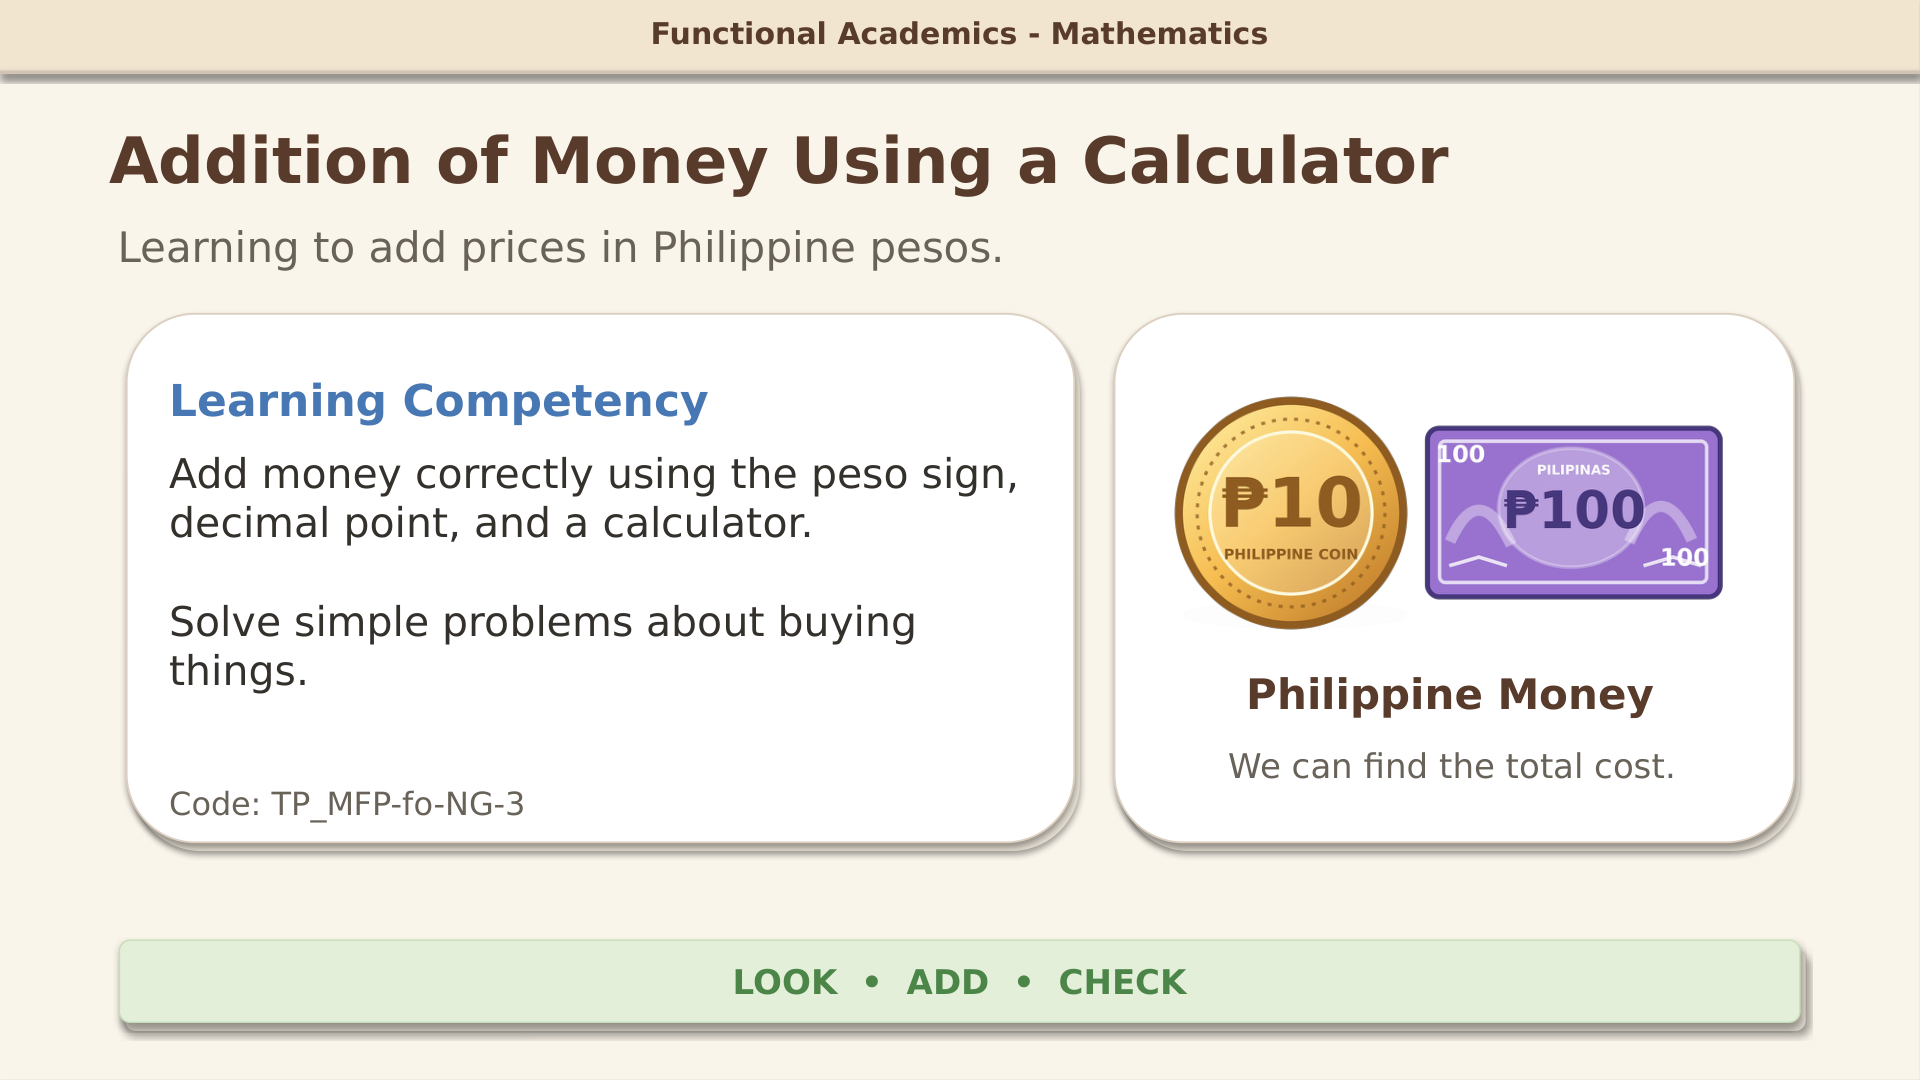 Functional Academics - Mathematics
Addition of Money Using a Calculator
Learning to add prices in Philippine pesos.
Learning Competency
Add money correctly using the peso sign,
decimal point, and a calculator.
Solve simple problems about buying
things.
Code: TP_MFP-fo-NG-3
₱10
PHILIPPINE COIN
100
PILIPINAS
₱100
100
Philippine Money
We can find the total cost.
LOOK • ADD • CHECK